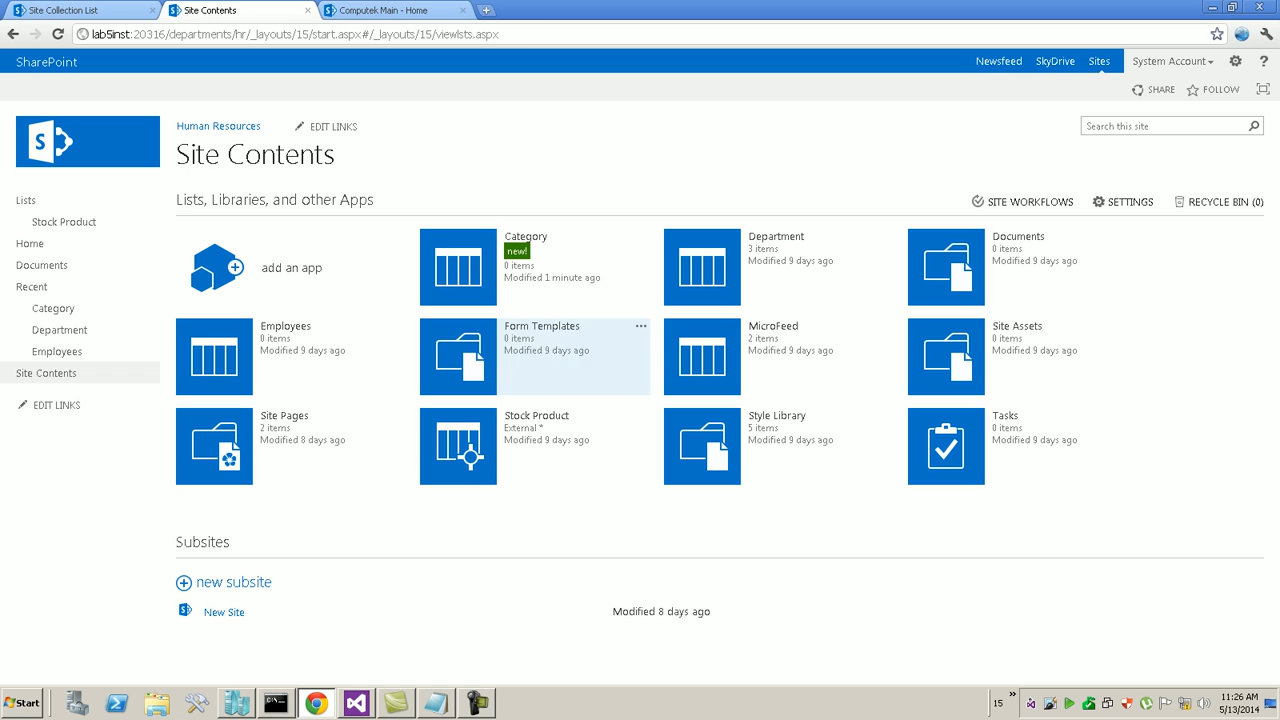 Site Collection List
Site Contents
Computek Main - Home
lab5inst:20316/departments/hr/_layouts/15/start.aspx#/_layouts/15/viewlsts.aspx
SharePoint
Newsfeed
SkyDrive
Sites
System Account
?
SHARE
FOLLOW
S
Human Resources
EDIT LINKS
Search this site
Site Contents
Lists
Stock Product
Home
Documents
Recent
Category
Department
Employees
Site Contents
EDIT LINKS
Lists, Libraries, and other Apps
SITE WORKFLOWS
SETTINGS
RECYCLE BIN (0)
add an app
Category
new!
0 items
Modified 1 minute ago
Department
3 items
Modified 9 days ago
Documents
0 items
Modified 9 days ago
Employees
0 items
Modified 9 days ago
Form Templates
0 items
Modified 9 days ago
MicroFeed
2 items
Modified 9 days ago
Site Assets
0 items
Modified 9 days ago
Site Pages
2 items
Modified 8 days ago
Stock Product
External *
Modified 9 days ago
Style Library
5 items
Modified 9 days ago
Tasks
0 items
Modified 9 days ago
Subsites
new subsite
New Site
Modified 8 days ago
Start
15
11:26 AM
5/13/2014